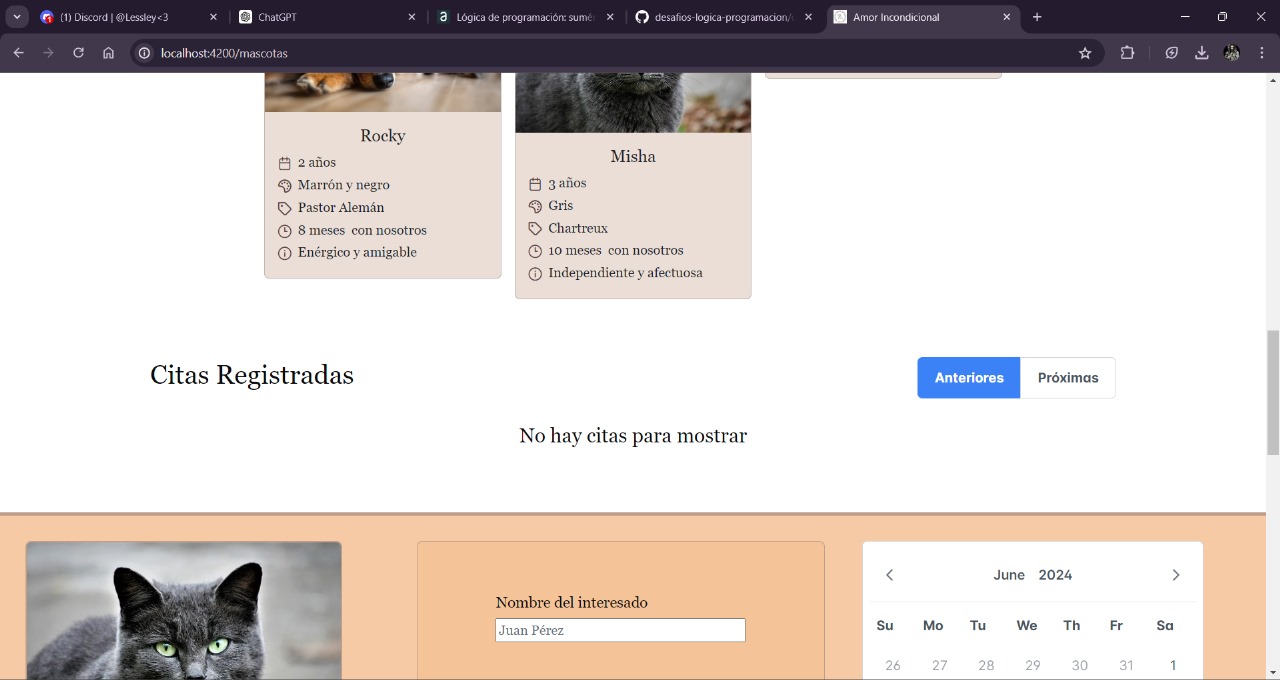 (1) Discord | @Lessley<3
ChatGPT
Lógica de programación: sumé
desafios-logica-programacion/
Amor Incondicional
localhost:4200/mascotas
Rocky
2 años
Marrón y negro
Pastor Alemán
8 meses con nosotros
Enérgico y amigable
Misha
3 años
Gris
Chartreux
10 meses con nosotros
Independiente y afectuosa
Citas Registradas
Anteriores
Próximas
No hay citas para mostrar
Nombre del interesado
Juan Pérez
June 2024
Su Mo Tu We Th Fr Sa
26 27 28 29 30 31 1